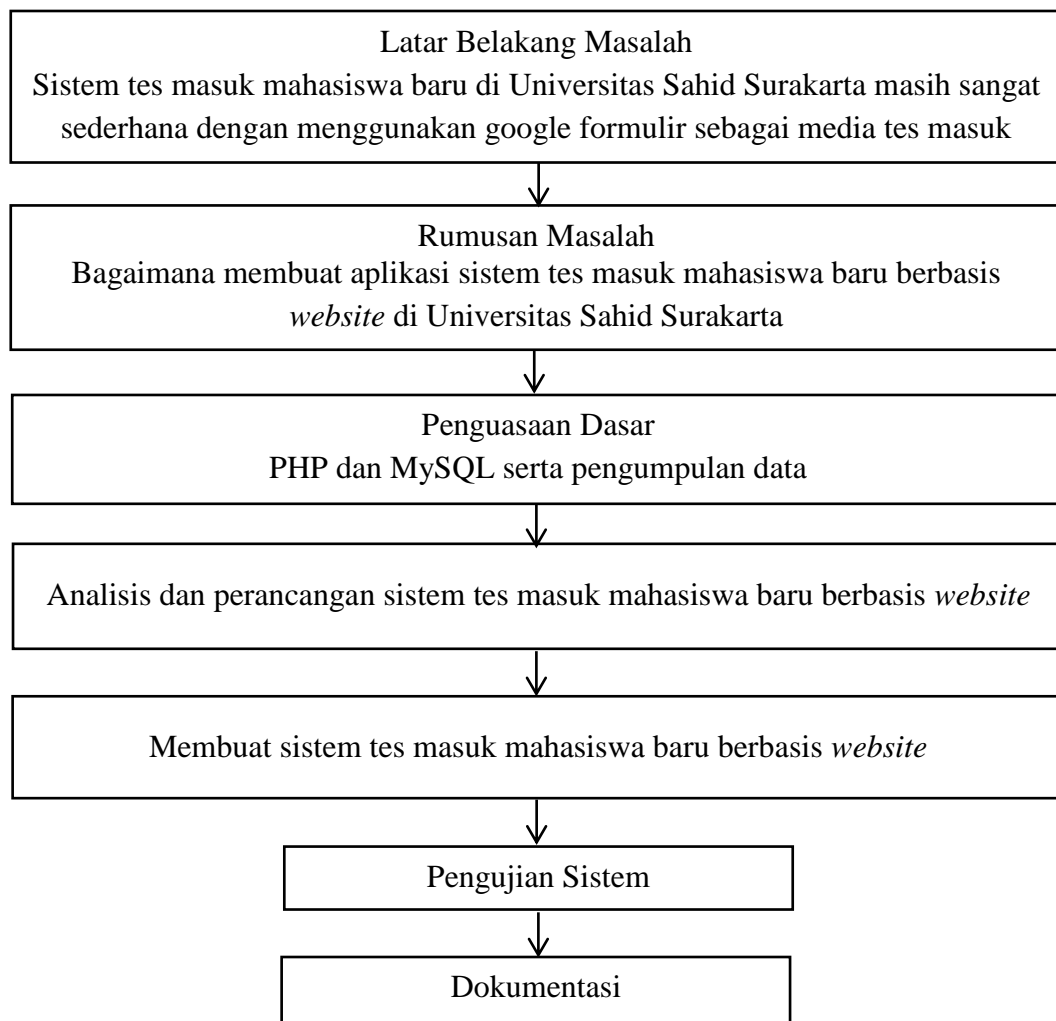 Latar Belakang Masalah
Sistem tes masuk mahasiswa baru di Universitas Sahid Surakarta masih sangat
sederhana dengan menggunakan google formulir sebagai media tes masuk
Rumusan Masalah
Bagaimana membuat aplikasi sistem tes masuk mahasiswa baru berbasis
website di Universitas Sahid Surakarta
Penguasaan Dasar
PHP dan MySQL serta pengumpulan data
Analisis dan perancangan sistem tes masuk mahasiswa baru berbasis website
Membuat sistem tes masuk mahasiswa baru berbasis website
Pengujian Sistem
Dokumentasi